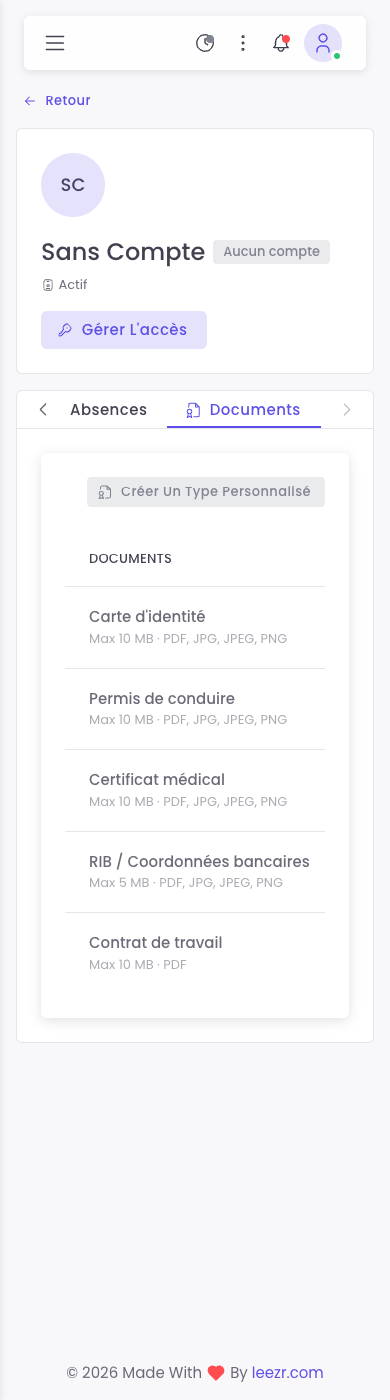 Retour
SC
Sans Compte Aucun compte
Actif
Gérer L'accès
Absences Documents
Créer Un Type Personnalisé
DOCUMENTS
Carte d'identité
Max 10 MB · PDF, JPG, JPEG, PNG
Permis de conduire
Max 10 MB · PDF, JPG, JPEG, PNG
Certificat médical
Max 10 MB · PDF, JPG, JPEG, PNG
RIB / Coordonnées bancaires
Max 5 MB · PDF, JPG, JPEG, PNG
Contrat de travail
Max 10 MB · PDF
© 2026 Made With ❤ By leezr.com